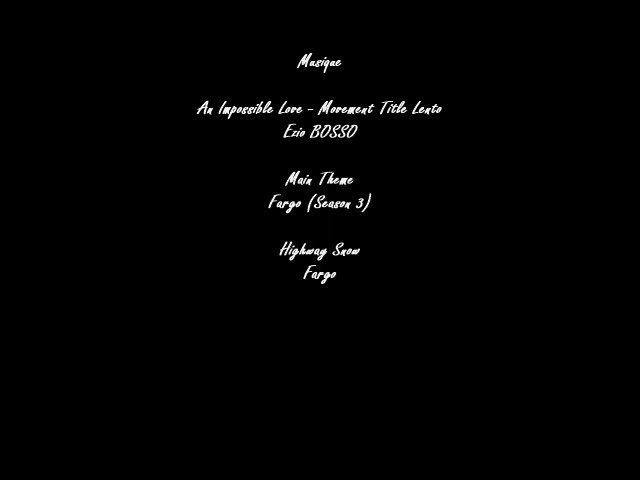 Musique
An Impossible Love - Movement Title Lento
Ezio BOSSO
Main Theme
Fargo (Season 3)
Highway Snow
Fargo